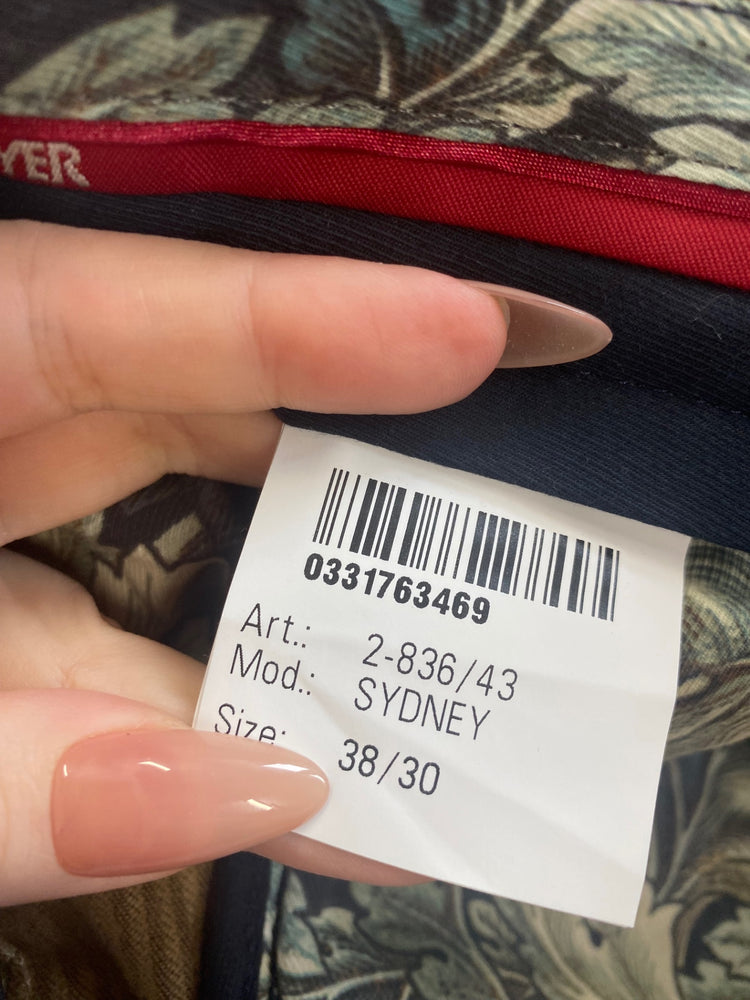 YER
0331763469
Art.: 2-836/43
Mod.: SYDNEY
Size: 38/30